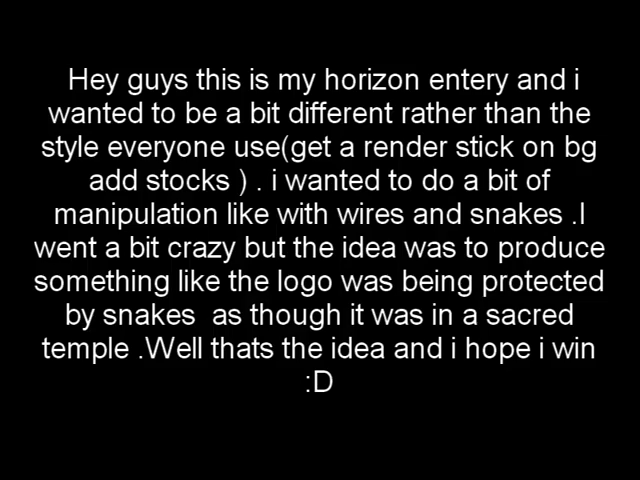 Hey guys this is my horizon entery and i
wanted to be a bit different rather than the
style everyone use(get a render stick on bg
add stocks ) . i wanted to do a bit of
manipulation like with wires and snakes .I
went a bit crazy but the idea was to produce
something like the logo was being protected
by snakes  as though it was in a sacred
temple .Well thats the idea and i hope i win
:D